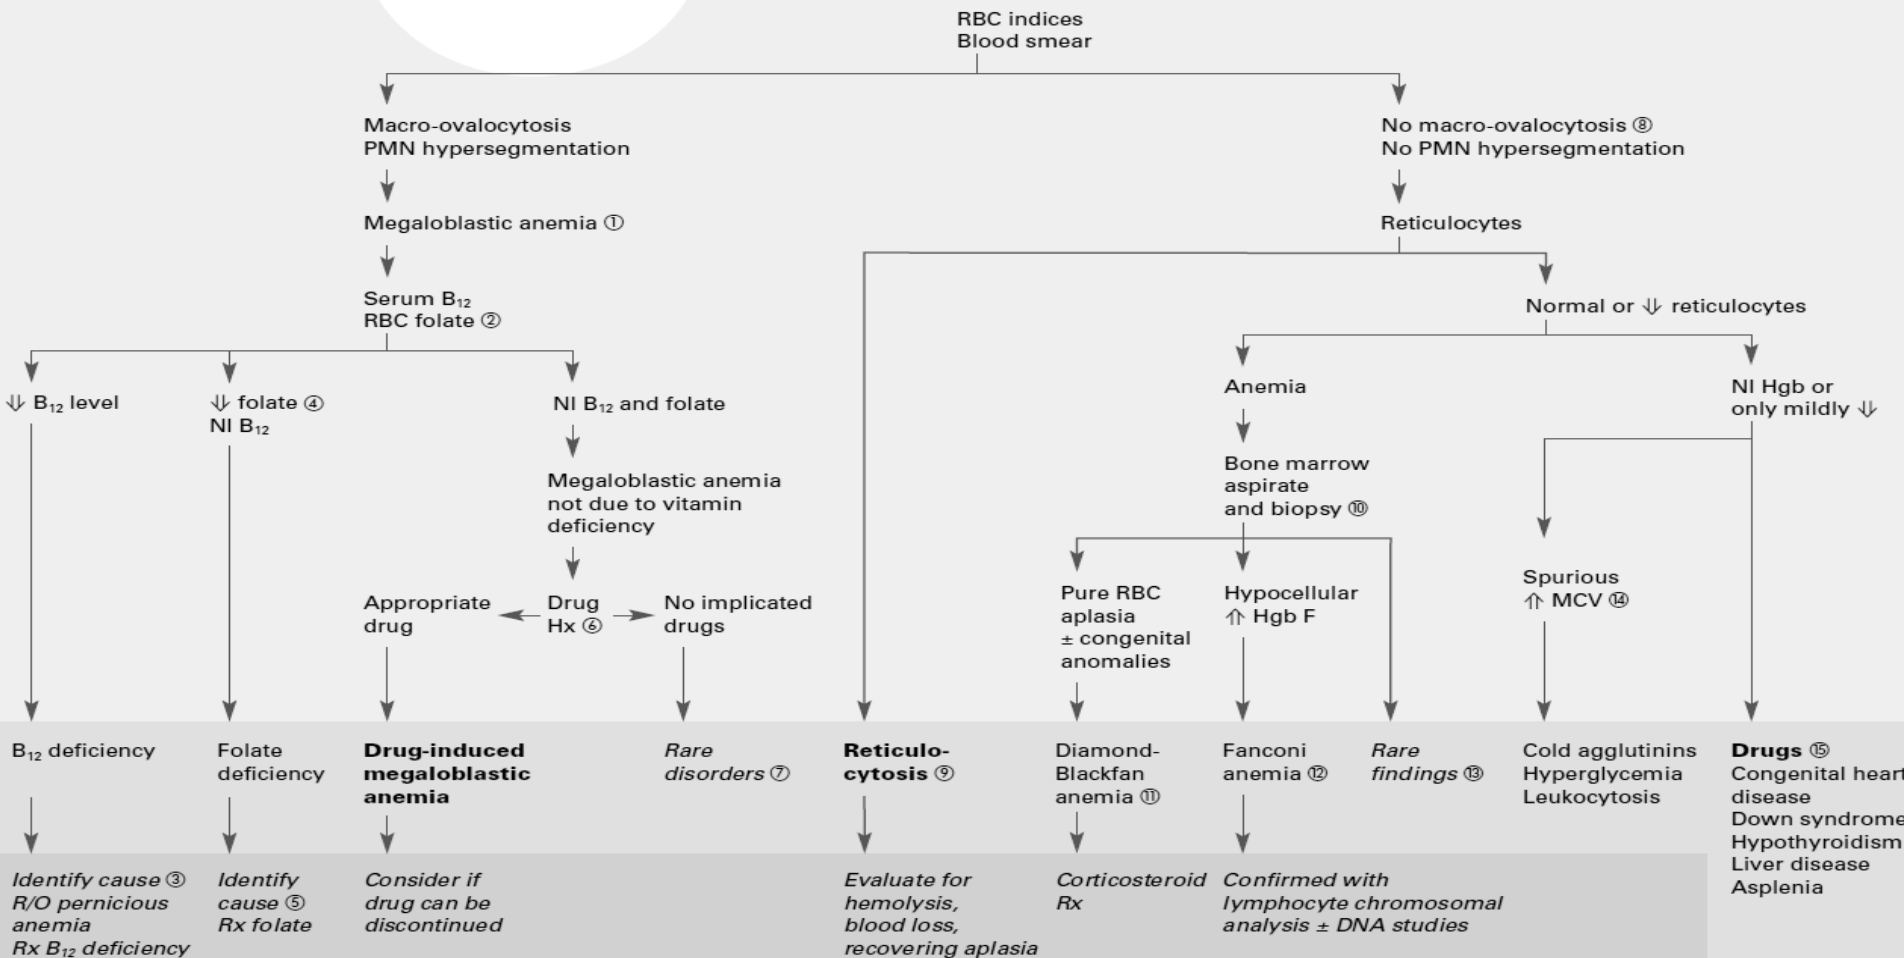 RBC indices
Blood smear
Macro-ovalocytosis
PMN hypersegmentation
No macro-ovalocytosis ⑧
No PMN hypersegmentation
Megaloblastic anemia ①
Reticulocytes
Serum B₁₂
RBC folate ②
Normal or ⇓ reticulocytes
⇓ B₁₂ level
⇓ folate ④
Nl B₁₂
Nl B₁₂ and folate
Anemia
Nl Hgb or
only mildly ⇓
Megaloblastic anemia
not due to vitamin
deficiency
Bone marrow
aspirate
and biopsy ⑩
Appropriate
drug
Drug
Hx ⑥
No implicated
drugs
Pure RBC
aplasia
± congenital
anomalies
Hypocellular
⇑ Hgb F
Spurious
⇑ MCV ⑭
B₁₂ deficiency
Folate
deficiency
Drug-induced
megaloblastic
anemia
Rare
disorders ⑦
Reticulo-
cytosis ⑨
Diamond-
Blackfan
anemia ⑪
Fanconi
anemia ⑫
Rare
findings ⑬
Cold agglutinins
Hyperglycemia
Leukocytosis
Drugs ⑮
Congenital heart
disease
Down syndrome
Hypothyroidism
Liver disease
Asplenia
Identify cause ③
R/O pernicious
anemia
Rx B₁₂ deficiency
Identify
cause ⑤
Rx folate
Consider if
drug can be
discontinued
Evaluate for
hemolysis,
blood loss,
recovering aplasia
Corticosteroid
Rx
Confirmed with
lymphocyte chromosomal
analysis ± DNA studies